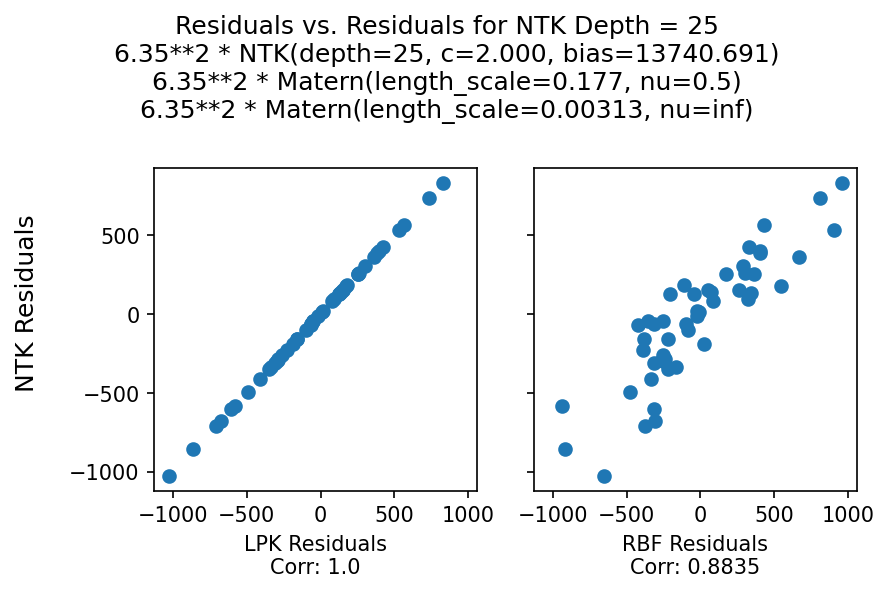 Residuals vs. Residuals for NTK Depth = 25
6.35**2 * NTK(depth=25, c=2.000, bias=13740.691)
6.35**2 * Matern(length_scale=0.177, nu=0.5)
6.35**2 * Matern(length_scale=0.00313, nu=inf)
NTK Residuals
500
0
−500
−1000
−1000 −500 0 500 1000
LPK Residuals
Corr: 1.0
−1000 −500 0 500 1000
RBF Residuals
Corr: 0.8835